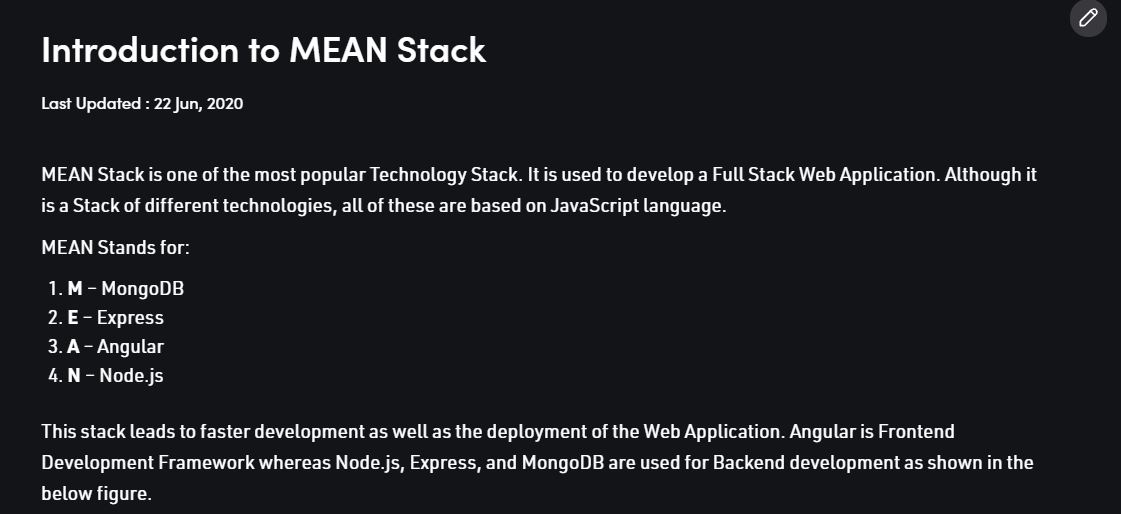 Introduction to MEAN Stack
Last Updated : 22 Jun, 2020
MEAN Stack is one of the most popular Technology Stack. It is used to develop a Full Stack Web Application. Although it
is a Stack of different technologies, all of these are based on JavaScript language.
MEAN Stands for:
1. M – MongoDB
2. E – Express
3. A – Angular
4. N – Node.js
This stack leads to faster development as well as the deployment of the Web Application. Angular is Frontend
Development Framework whereas Node.js, Express, and MongoDB are used for Backend development as shown in the
below figure.